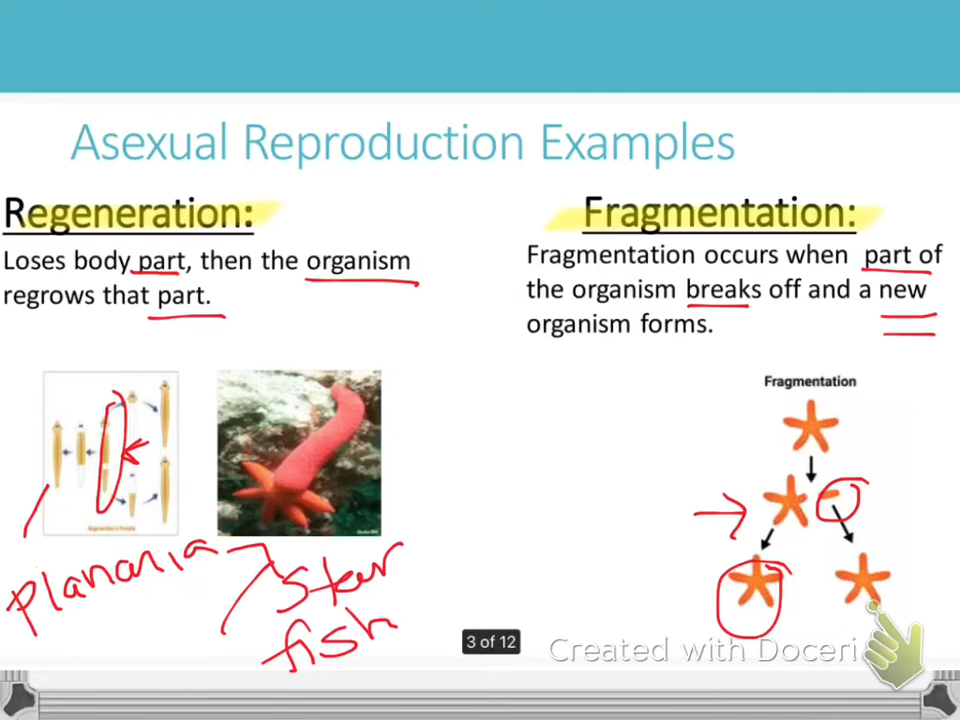 Asexual Reproduction Examples
Regeneration:
Loses body part, then the organism
regrows that part.
Fragmentation:
Fragmentation occurs when part of
the organism breaks off and a new
organism forms.
Fragmentation
Planaria
Star
fish
3 of 12
Created with Doceri